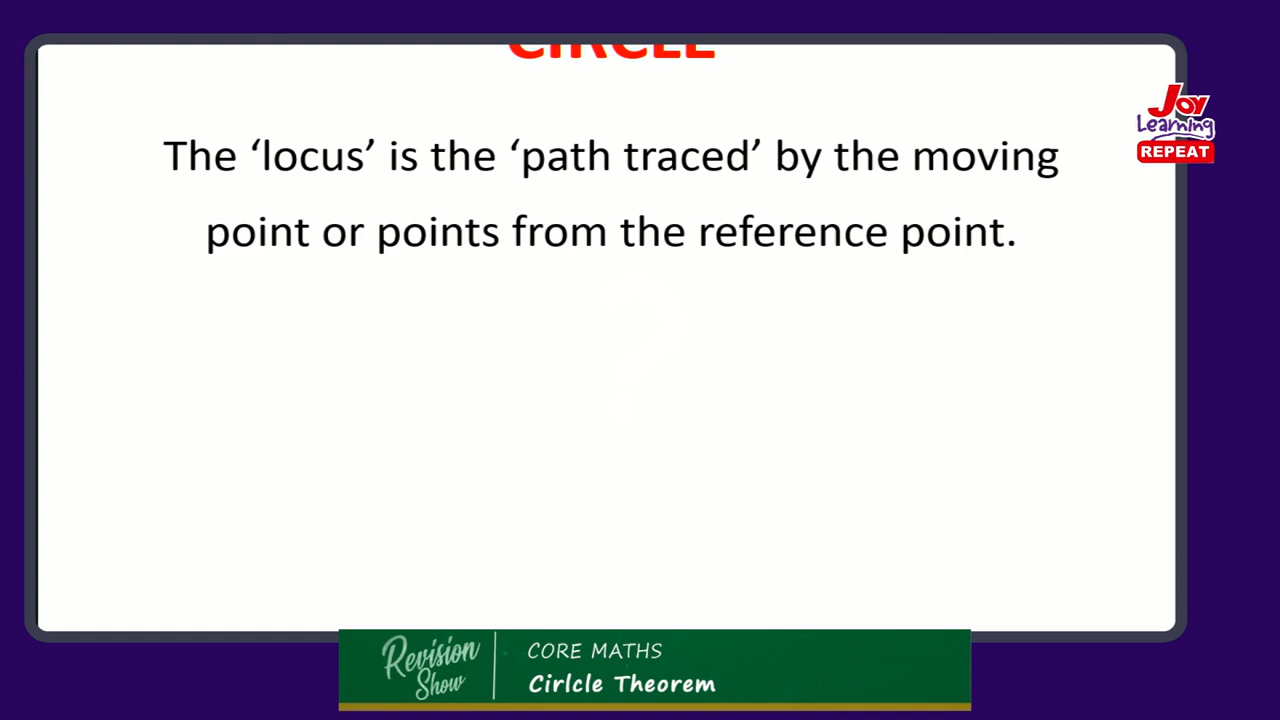 CIRCLE
The ‘locus’ is the ‘path traced’ by the moving
point or points from the reference point.
?
Joy
Learning
REPEAT
Revision
Show
CORE MATHS
Cirlcle Theorem